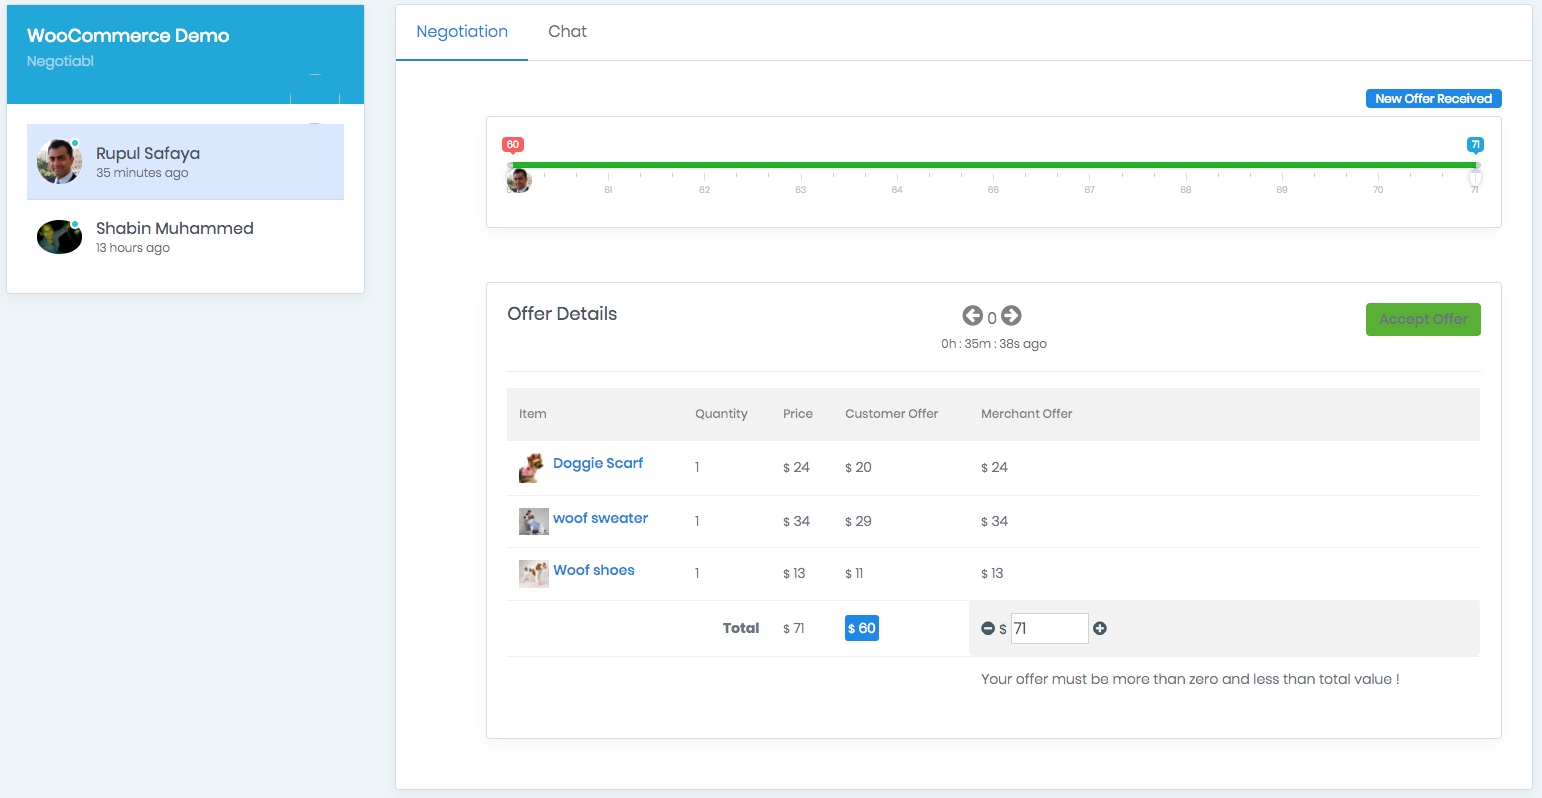 WooCommerce Demo
Negotiabl
Rupul Safaya
35 minutes ago
Shabin Muhammed
13 hours ago
Negotiation Chat
New Offer Received
60 71
61 62 63 64 66 67 68 69 70 71
Offer Details
0
0h : 35m : 38s ago
Accept Offer
Item Quantity Price Customer Offer Merchant Offer
Doggie Scarf 1 $ 24 $ 20 $ 24
woof sweater 1 $ 34 $ 29 $ 34
Woof shoes 1 $ 13 $ 11 $ 13
Total $ 71 $ 60 $ 71
Your offer must be more than zero and less than total value !